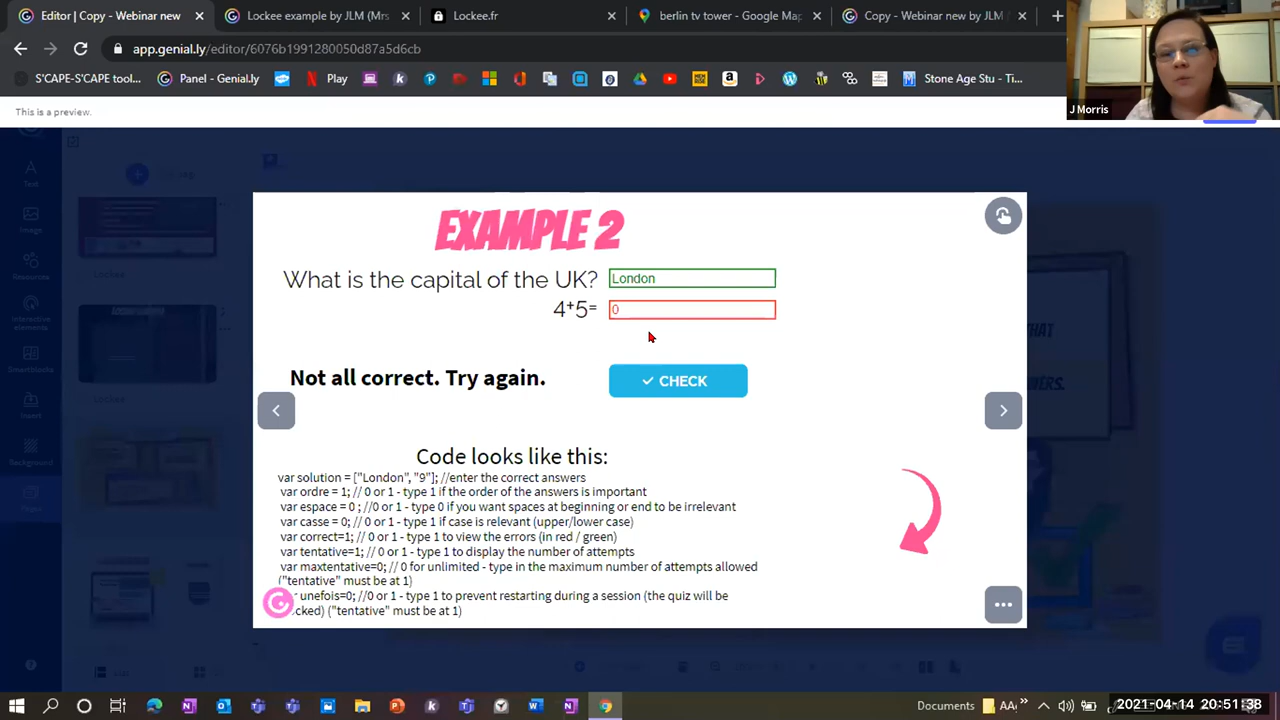 Editor | Copy - Webinar new
Lockee example by JLM (Mrs
Lockee.fr
berlin tv tower - Google Map
Copy - Webinar new by JLM
app.genial.ly/editor/6076b1991280050d87a5d6cb
S'CAPE-S'CAPE tool...
Panel - Genial.ly
Play
Stone Age Stu - Ti...
J Morris
This is a preview.
Text
Image
Resources
Interactive
elements
Smartblocks
Insert
Background
EXAMPLE 2
What is the capital of the UK?
London
4+5=
0
Not all correct. Try again.
CHECK
Code looks like this:
var solution = ["London", "9"]; //enter the correct answers
var ordre = 1; // 0 or 1 - type 1 if the order of the answers is important
var espace = 0 ; //0 or 1 - type 0 if you want spaces at beginning or end to be irrelevant
var casse = 0; // 0 or 1 - type 1 if case is relevant (upper/lower case)
var correct=1; // 0 or 1 - type 1 to view the errors (in red / green)
var tentative=1; // 0 or 1 - type 1 to display the number of attempts
var maxtentative=0; // 0 for unlimited - type in the maximum number of attempts allowed
("tentative" must be at 1)
unefois=0; //0 or 1 - type 1 to prevent restarting during a session (the quiz will be
("tentative" must be at 1)
Documents
2021-04-14 20:51:38